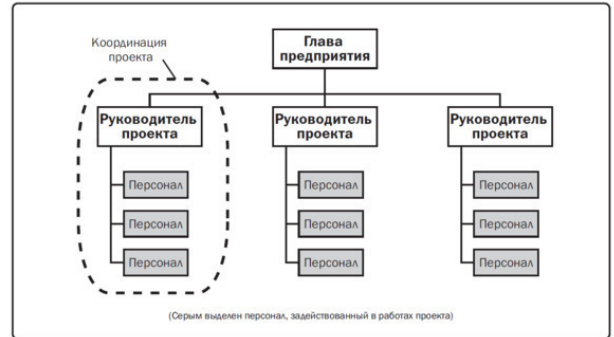 Координация
проекта
Глава
предприятия
Руководитель
проекта
Руководитель
проекта
Руководитель
проекта
Персонал
Персонал
Персонал
Персонал
Персонал
Персонал
Персонал
Персонал
Персонал
(Серым выделен персонал, задействованный в работах проекта)